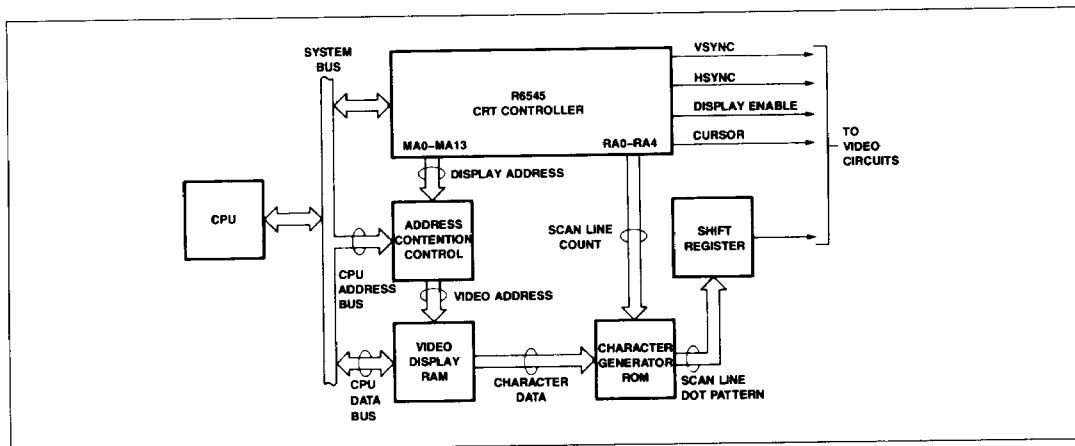 SYSTEM
BUS
R6545
CRT CONTROLLER
MA0–MA13
RA0–RA4
VSYNC
HSYNC
DISPLAY ENABLE
CURSOR
TO
VIDEO
CIRCUITS
DISPLAY ADDRESS
CPU
ADDRESS
CONTENTION
CONTROL
SCAN LINE
COUNT
SHIFT
REGISTER
CPU
ADDRESS
BUS
VIDEO ADDRESS
VIDEO
DISPLAY
RAM
CHARACTER
GENERATOR
ROM
CPU
DATA
BUS
CHARACTER
DATA
SCAN LINE
DOT PATTERN